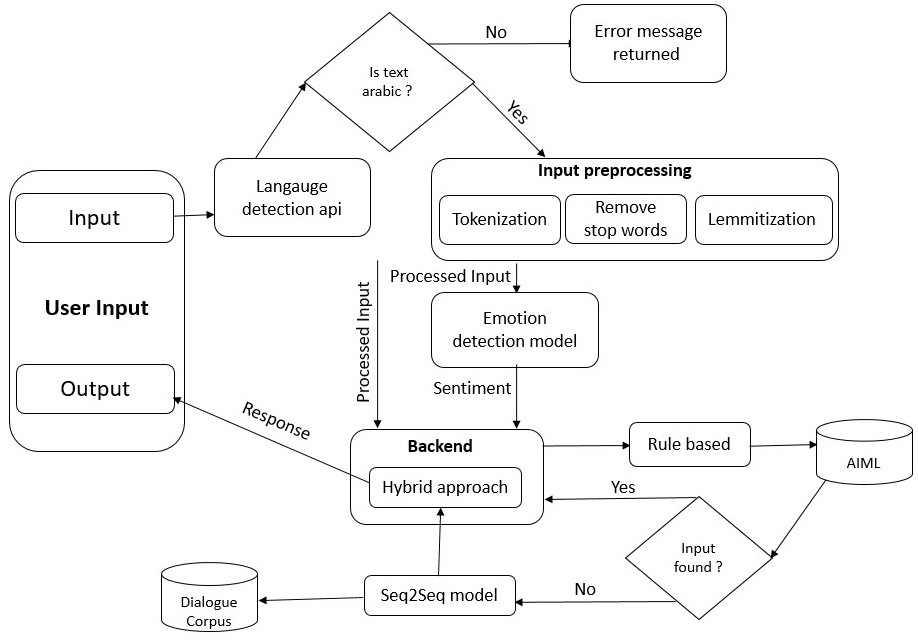 No
Error message
returned
Is text
arabic ?
Yes
Langauge
detection api
Input preprocessing
Tokenization
Remove
stop words
Lemmitization
Input
User Input
Output
Processed Input
Processed Input
Emotion
detection model
Sentiment
Response
Backend
Hybrid approach
Rule based
AIML
Yes
Input
found ?
No
Seq2Seq model
Dialogue
Corpus